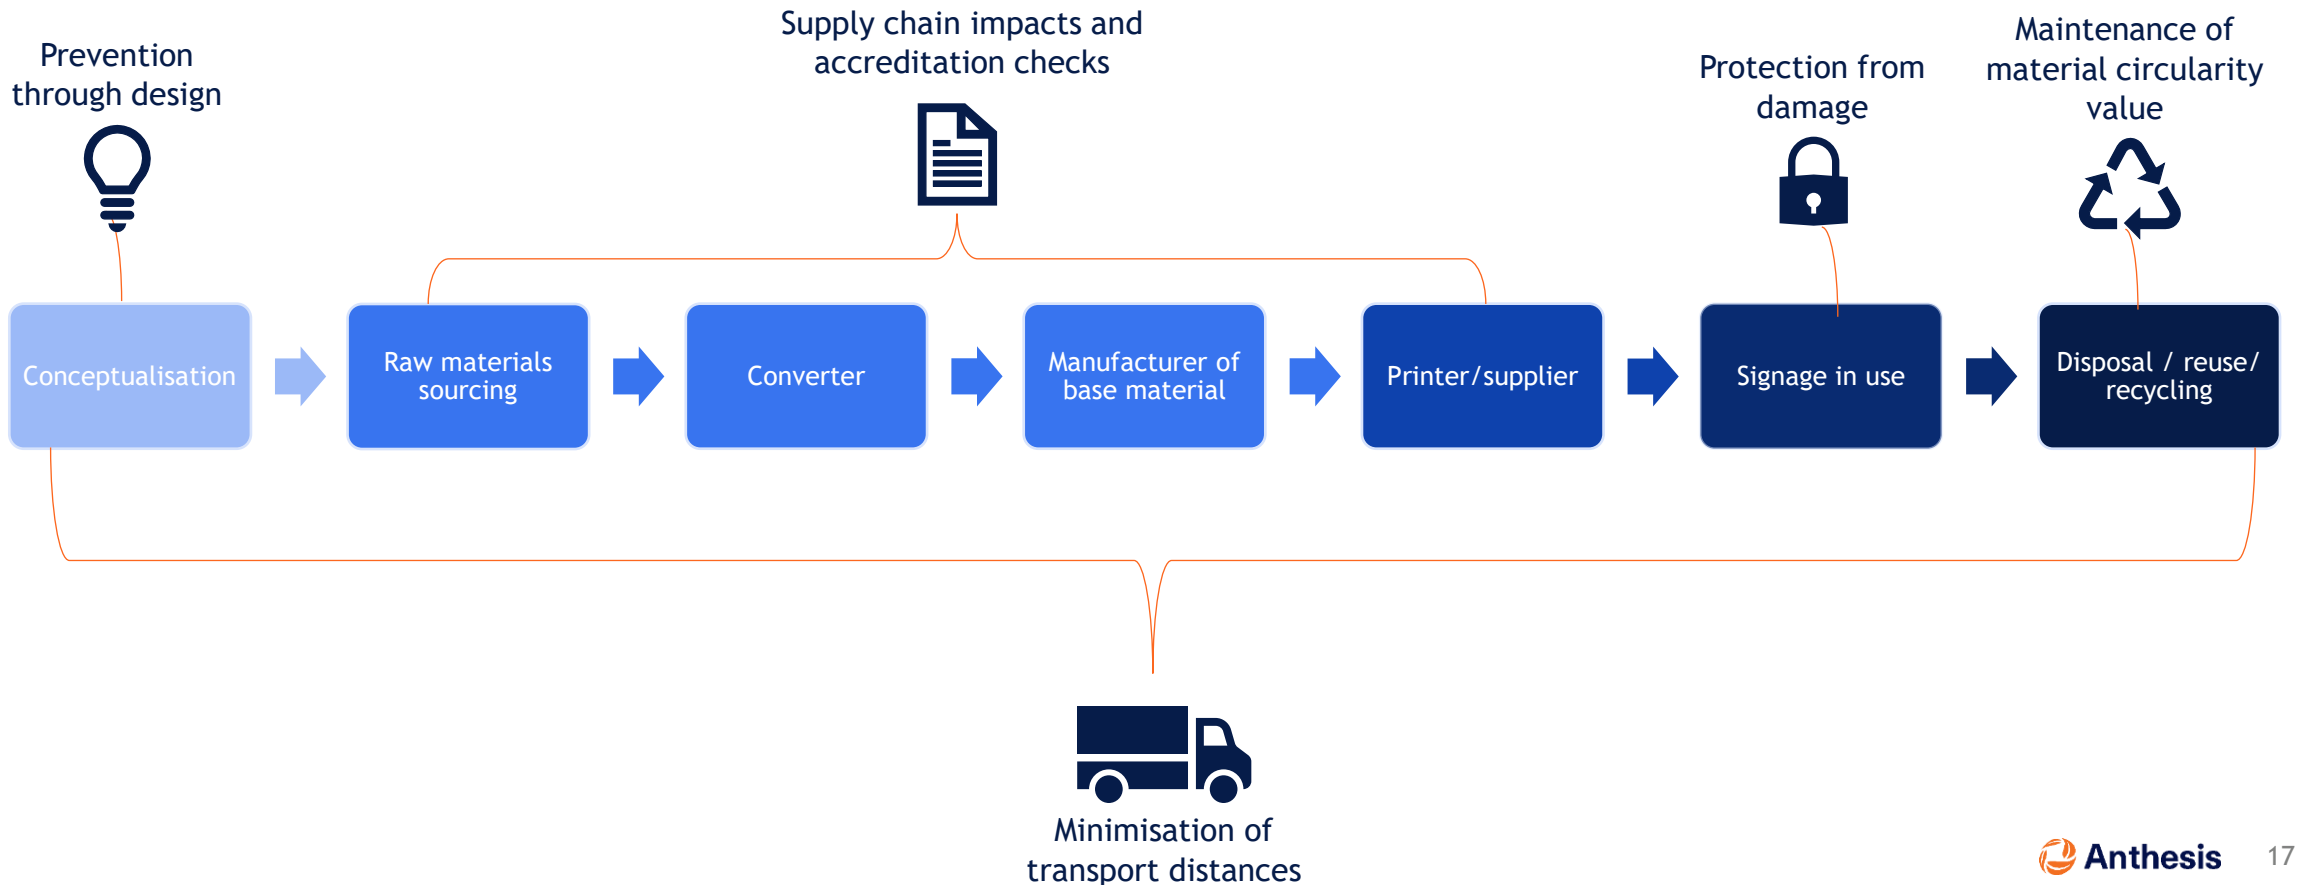 Prevention
through design
Supply chain impacts and
accreditation checks
Protection from
damage
Maintenance of
material circularity
value
Conceptualisation
Raw materials
sourcing
Converter
Manufacturer of
base material
Printer/supplier
Signage in use
Disposal / reuse/
recycling
Minimisation of
transport distances
Anthesis
17